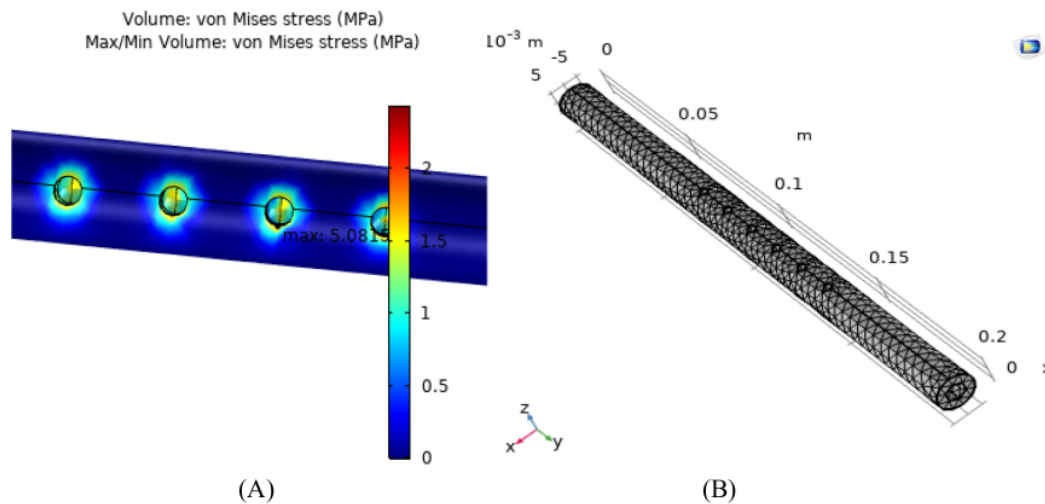 Volume: von Mises stress (MPa)
Max/Min Volume: von Mises stress (MPa)
max: 5.0815
2
1.5
1
0.5
0
(A)
10⁻³ m
-5
5
0
0.05
m
0.1
0.15
0.2
0
x
z
x
y
(B)